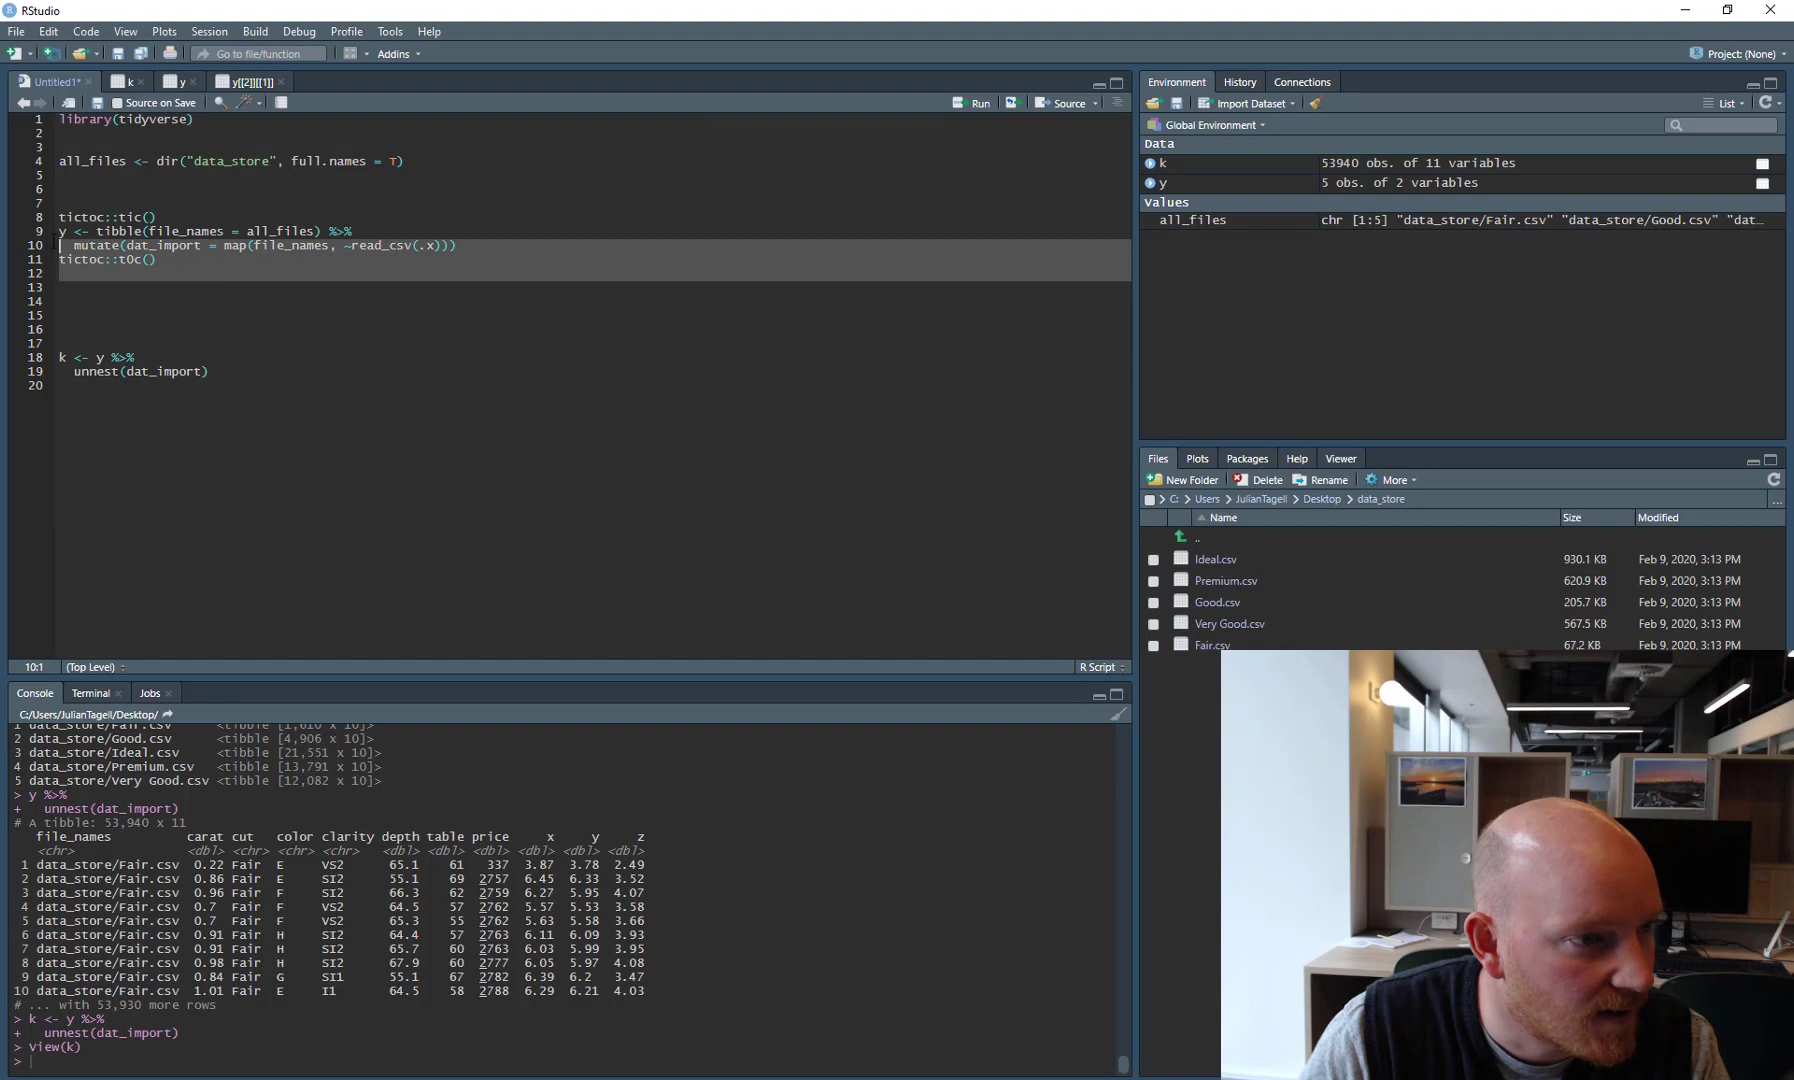 RStudio
File Edit Code View Plots Session Build Debug Profile Tools Help
Go to file/function Addins Project: (None)
Untitled1* k y y[[2]][[1]]
Source on Save Run Source
1 library(tidyverse)
2
3
4 all_files <- dir("data_store", full.names = T)
5
6
7
8 tictoc::tic()
9 y <- tibble(file_names = all_files) %>%
10 mutate(dat_import = map(file_names, ~read_csv(.x)))
11 tictoc::tOc()
12
13
14
15
16
17
18 k <- y %>%
19 unnest(dat_import)
20
10:1 (Top Level) R Script
Console Terminal Jobs
C:/Users/JulianTagell/Desktop/
1 data_store/Fair.csv <tibble [1,610 x 10]>
2 data_store/Good.csv <tibble [4,906 x 10]>
3 data_store/Ideal.csv <tibble [21,551 x 10]>
4 data_store/Premium.csv <tibble [13,791 x 10]>
5 data_store/Very Good.csv <tibble [12,082 x 10]>
> y %>%
+ unnest(dat_import)
# A tibble: 53,940 x 11
file_names carat cut color clarity depth table price x y z
<chr> <dbl> <chr> <chr> <chr> <dbl> <dbl> <dbl> <dbl> <dbl> <dbl>
1 data_store/Fair.csv 0.22 Fair E VS2 65.1 61 337 3.87 3.78 2.49
2 data_store/Fair.csv 0.86 Fair E SI2 55.1 69 2757 6.45 6.33 3.52
3 data_store/Fair.csv 0.96 Fair F SI2 66.3 62 2759 6.27 5.95 4.07
4 data_store/Fair.csv 0.7 Fair F VS2 64.5 57 2762 5.57 5.53 3.58
5 data_store/Fair.csv 0.7 Fair F VS2 65.3 55 2762 5.63 5.58 3.66
6 data_store/Fair.csv 0.91 Fair H SI2 64.4 57 2763 6.11 6.09 3.93
7 data_store/Fair.csv 0.91 Fair H SI2 65.7 60 2763 6.03 5.99 3.95
8 data_store/Fair.csv 0.98 Fair H SI2 67.9 60 2777 6.05 5.97 4.08
9 data_store/Fair.csv 0.84 Fair G SI1 55.1 67 2782 6.39 6.2 3.47
10 data_store/Fair.csv 1.01 Fair E I1 64.5 58 2788 6.29 6.21 4.03
# ... with 53,930 more rows
> k <- y %>%
+ unnest(dat_import)
> View(k)
>
Environment History Connections
Import Dataset List
Global Environment
Data
k 53940 obs. of 11 variables
y 5 obs. of 2 variables
Values
all_files chr [1:5] "data_store/Fair.csv" "data_store/Good.csv" "dat…
Files Plots Packages Help Viewer
New Folder Delete Rename More
C: > Users > JulianTagell > Desktop > data_store ...
Name Size Modified
..
Ideal.csv 930.1 KB Feb 9, 2020, 3:13 PM
Premium.csv 620.9 KB Feb 9, 2020, 3:13 PM
Good.csv 205.7 KB Feb 9, 2020, 3:13 PM
Very Good.csv 567.5 KB Feb 9, 2020, 3:13 PM
Fair.csv 67.2 KB Feb 9, 2020, 3:13 PM